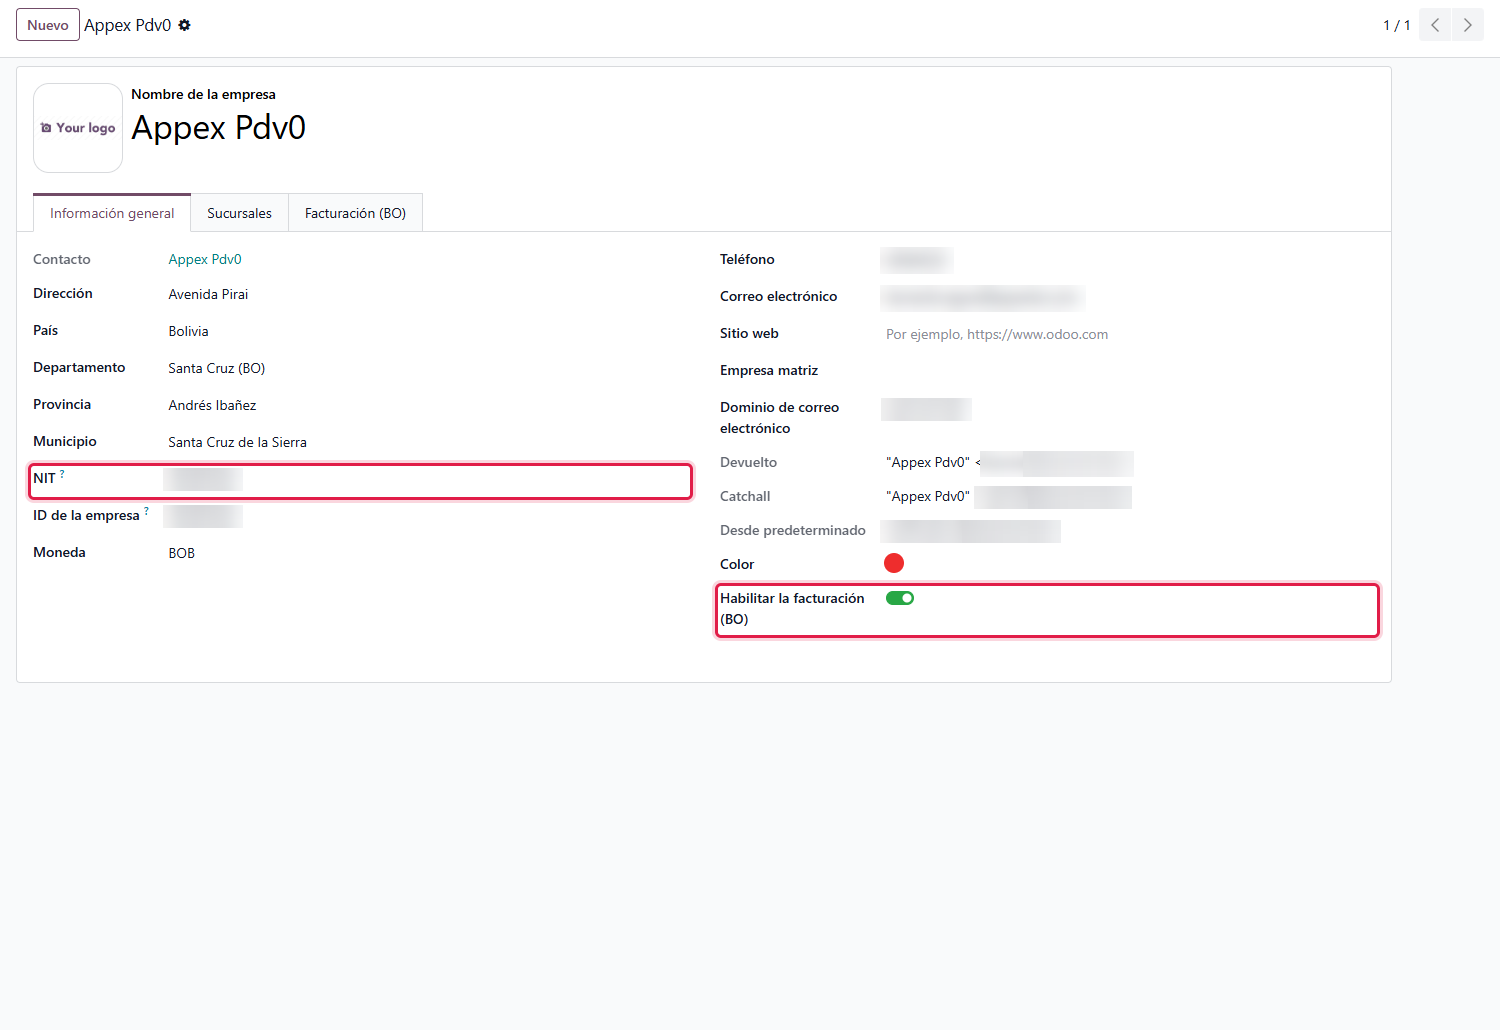 Nuevo Appex Pdv0
1 / 1
Your logo
Nombre de la empresa
Appex Pdv0
Información general
Sucursales
Facturación (BO)
Contacto
Appex Pdv0
Dirección
Avenida Pirai
País
Bolivia
Departamento
Santa Cruz (BO)
Provincia
Andrés Ibañez
Municipio
Santa Cruz de la Sierra
NIT ?
ID de la empresa ?
Moneda
BOB
Teléfono
Correo electrónico
Sitio web
Por ejemplo, https://www.odoo.com
Empresa matriz
Dominio de correo
electrónico
Devuelto
"Appex Pdv0" <
Catchall
"Appex Pdv0"
Desde predeterminado
Color
Habilitar la facturación
(BO)